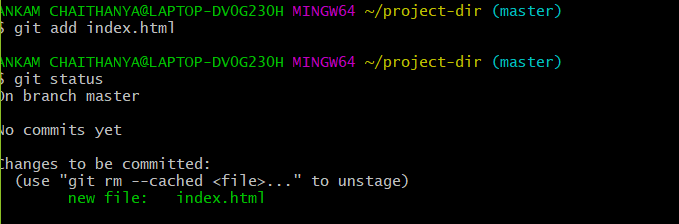 ANKAM CHAITHANYA@LAPTOP-DV0G23OH MINGW64 ~/project-dir (master)
$ git add index.html
ANKAM CHAITHANYA@LAPTOP-DV0G23OH MINGW64 ~/project-dir (master)
$ git status
On branch master
No commits yet
Changes to be committed:
(use "git rm --cached <file>..." to unstage)
new file: index.html